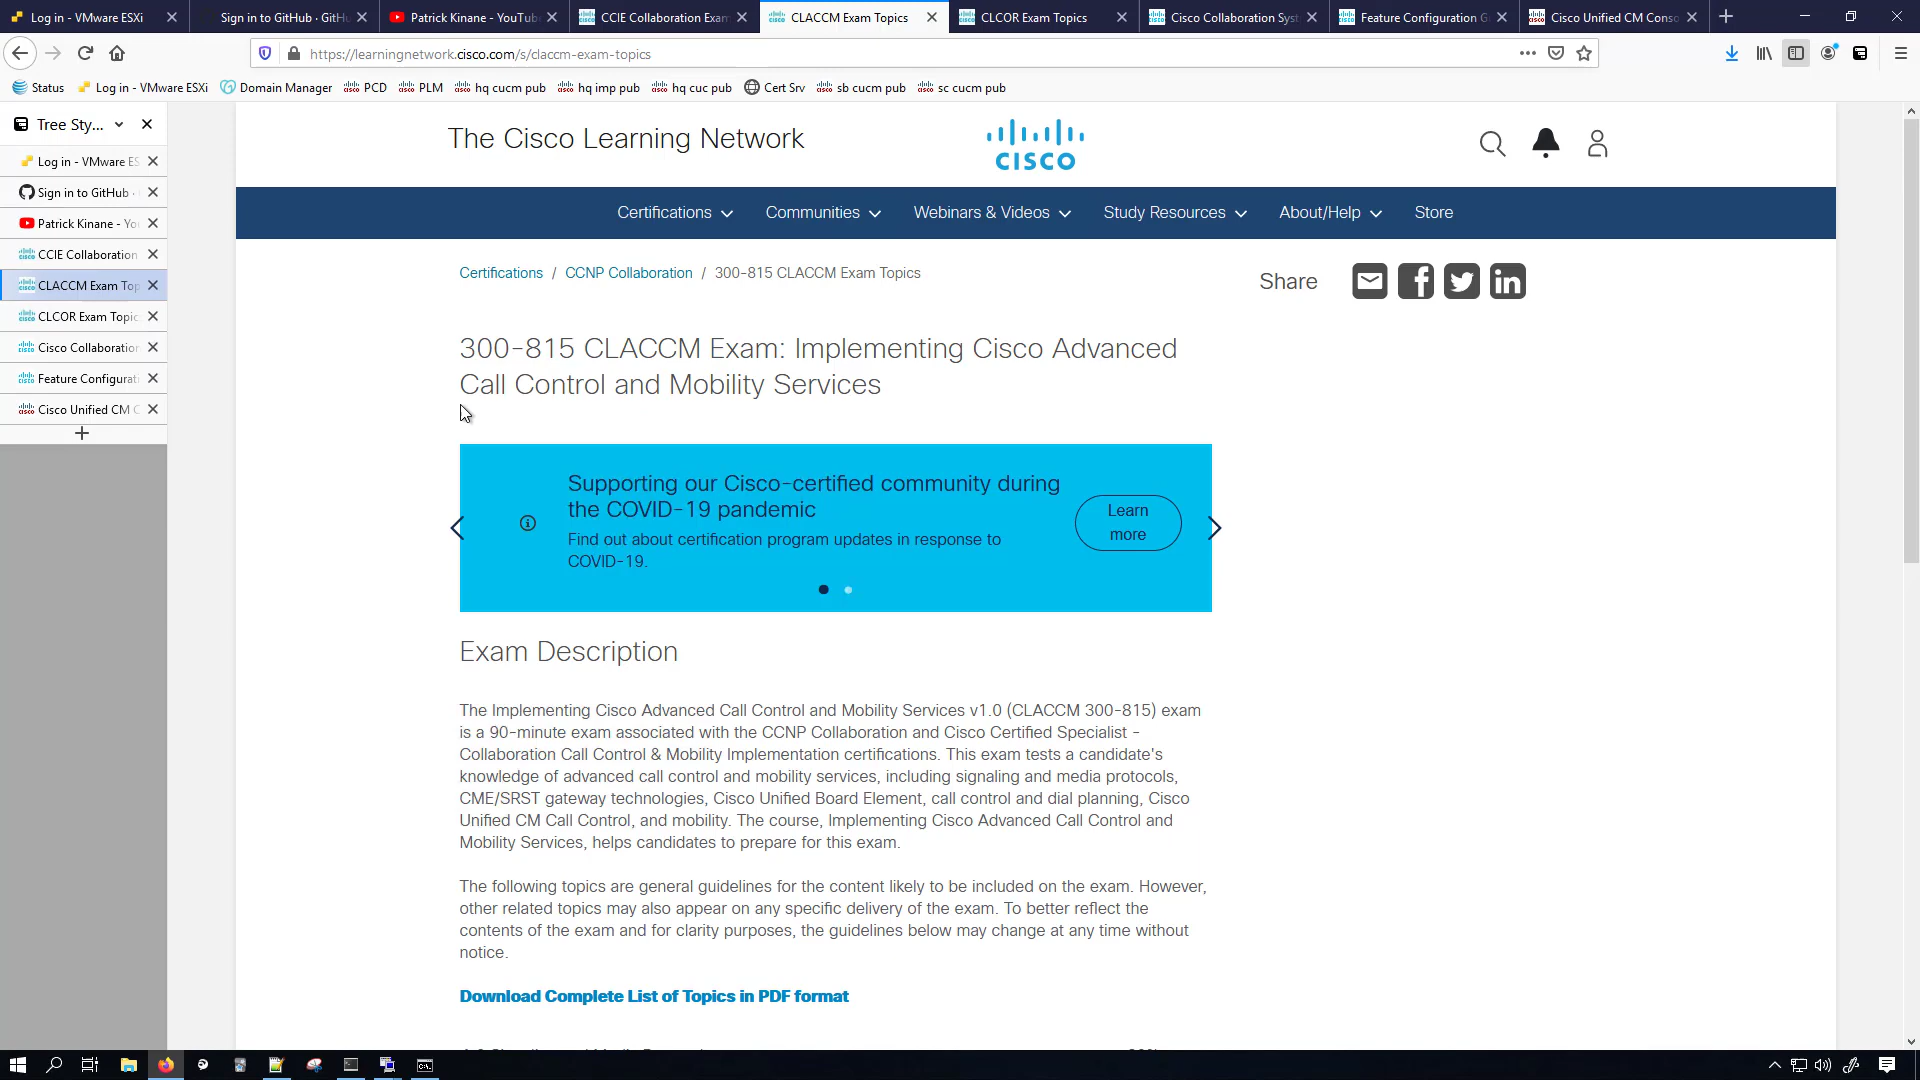 Log in - VMware ESXi
Sign in to GitHub · GitHu
Patrick Kinane - YouTub
CCIE Collaboration Exam
CLACCM Exam Topics
CLCOR Exam Topics
Cisco Collaboration Syst
Feature Configuration G
Cisco Unified CM Conso
https://learningnetwork.cisco.com/s/claccm-exam-topics
Status
Log in - VMware ESXi
Domain Manager
PCD
PLM
hq cucm pub
hq imp pub
hq cuc pub
Cert Srv
sb cucm pub
sc cucm pub
Tree Sty...
Log in - VMware ES
Sign in to GitHub ·
Patrick Kinane - Yo
CCIE Collaboration
CLACCM Exam Top
CLCOR Exam Topic
Cisco Collaboration
Feature Configurat
Cisco Unified CM C
The Cisco Learning Network
CISCO
Certifications
Communities
Webinars & Videos
Study Resources
About/Help
Store
Certifications / CCNP Collaboration / 300-815 CLACCM Exam Topics
Share
300-815 CLACCM Exam: Implementing Cisco Advanced
Call Control and Mobility Services
Supporting our Cisco-certified community during
the COVID-19 pandemic
Find out about certification program updates in response to
COVID-19.
Learn
more
Exam Description
The Implementing Cisco Advanced Call Control and Mobility Services v1.0 (CLACCM 300-815) exam
is a 90-minute exam associated with the CCNP Collaboration and Cisco Certified Specialist -
Collaboration Call Control & Mobility Implementation certifications. This exam tests a candidate's
knowledge of advanced call control and mobility services, including signaling and media protocols,
CME/SRST gateway technologies, Cisco Unified Board Element, call control and dial planning, Cisco
Unified CM Call Control, and mobility. The course, Implementing Cisco Advanced Call Control and
Mobility Services, helps candidates to prepare for this exam.
The following topics are general guidelines for the content likely to be included on the exam. However,
other related topics may also appear on any specific delivery of the exam. To better reflect the
contents of the exam and for clarity purposes, the guidelines below may change at any time without
notice.
Download Complete List of Topics in PDF format